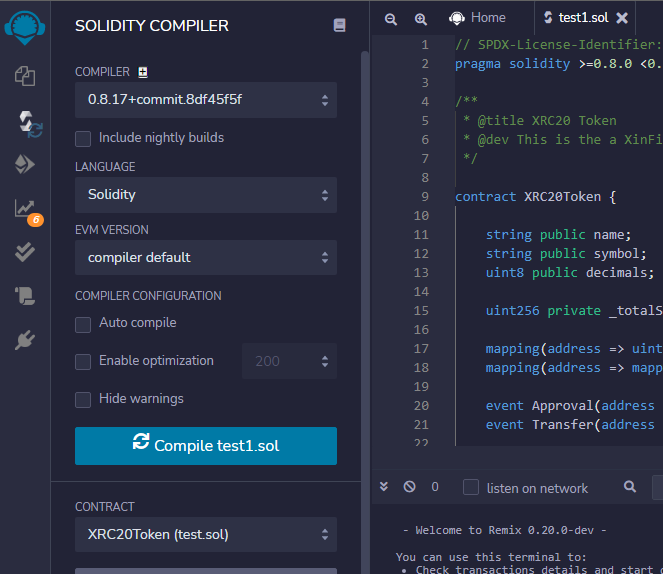 SOLIDITY COMPILER
COMPILER
0.8.17+commit.8df45f5f
Include nightly builds
LANGUAGE
Solidity
EVM VERSION
compiler default
COMPILER CONFIGURATION
Auto compile
Enable optimization
200
Hide warnings
Compile test1.sol
CONTRACT
XRC20Token (test.sol)
6
Home
test1.sol
1 // SPDX-License-Identifier:
2 pragma solidity >=0.8.0 <0.
3
4 /**
5 * @title XRC20 Token
6 * @dev This is the a XinFi
7 */
8
9 contract XRC20Token {
10
11 string public name;
12 string public symbol;
13 uint8 public decimals;
14
15 uint256 private _totalS
16
17 mapping(address => uint
18 mapping(address => mapp
19
20 event Approval(address
21 event Transfer(address
22
0
listen on network
- Welcome to Remix 0.20.0-dev -
You can use this terminal to:
• Check transactions details and start